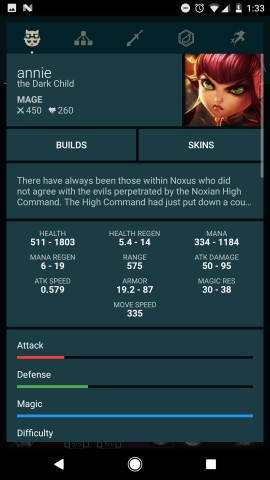 1:33
annie
the Dark Child
MAGE
450 260
BUILDS SKINS
There have always been those within Noxus who did
not agree with the evils perpetrated by the Noxian High
Command. The High Command had just put down a cou...
HEALTH HEALTH REGEN MANA
511 - 1803 5.4 - 14 334 - 1184
MANA REGEN RANGE ATK DAMAGE
6 - 19 575 50 - 95
ATK SPEED ARMOR MAGIC RES
0.579 19.2 - 87 30 - 38
MOVE SPEED
335
Attack
Defense
Magic
Difficulty